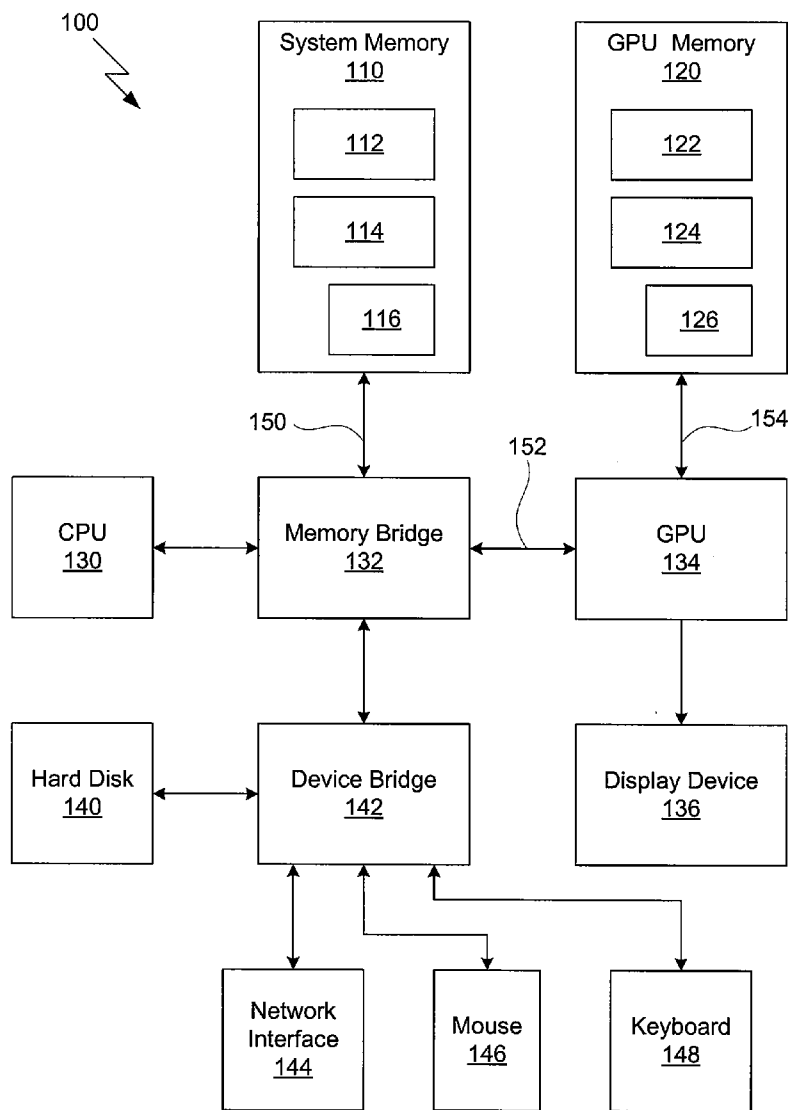 100
System Memory
110
112
114
116
GPU Memory
120
122
124
126
150
152
154
CPU
130
Memory Bridge
132
GPU
134
Hard Disk
140
Device Bridge
142
Display Device
136
Network
Interface
144
Mouse
146
Keyboard
148